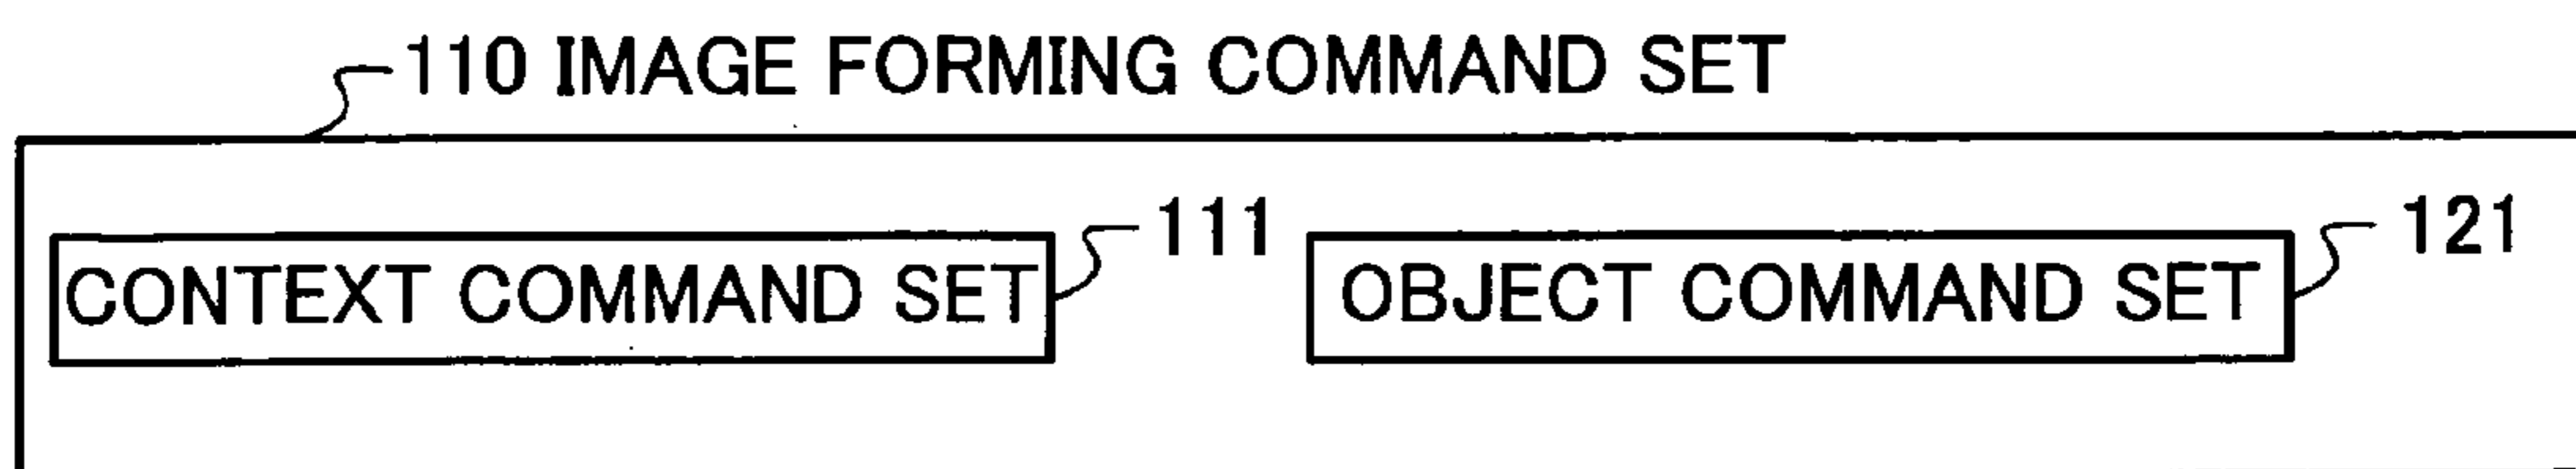 110 IMAGE FORMING COMMAND SET
111
121
CONTEXT COMMAND SET
OBJECT COMMAND SET